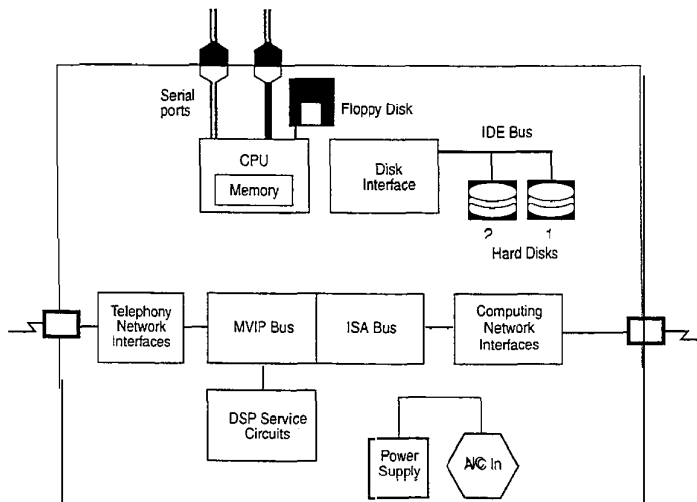 Serial
ports
Floppy Disk
IDE Bus
CPU
Memory
Disk
Interface
2
1
Hard Disks
Telephony
Network
Interfaces
MVIP Bus
ISA Bus
Computing
Network
Interfaces
DSP Service
Circuits
Power
Supply
A/C In